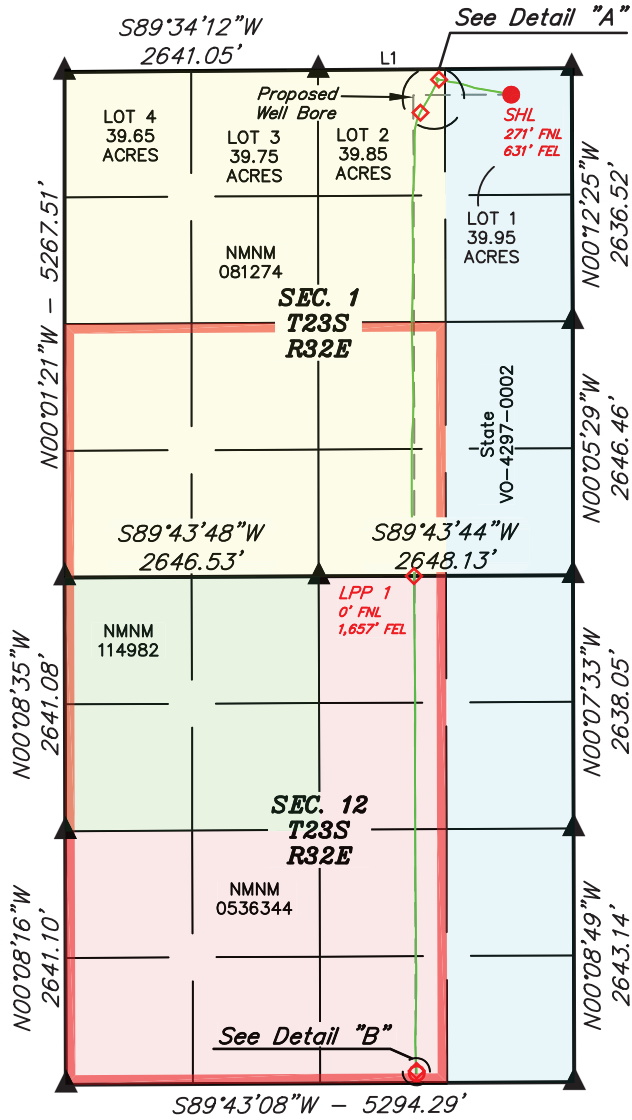 See Detail "A"
S89°34'12"W
2641.05'
L1
Proposed
Well Bore
SHL
271' FNL
631' FEL
LOT 4
39.65
ACRES
LOT 3
39.75
ACRES
LOT 2
39.85
ACRES
LOT 1
39.95
ACRES
N00°12'25"W
2636.52'
N00°01'21"W – 5267.51'
NMNM
081274
SEC. 1
T23S
R32E
State
VO-4297-0002
N00°05'29"W
2646.46'
S89°43'48"W
2646.53'
S89°43'44"W
2648.13'
LPP 1
0' FNL
1,657' FEL
NMNM
114982
N00°08'35"W
2641.08'
N00°07'33"W
2638.05'
SEC. 12
T23S
R32E
NMNM
0536344
N00°08'16"W
2641.10'
N00°08'49"W
2643.14'
See Detail "B"
S89°43'08"W – 5294.29'